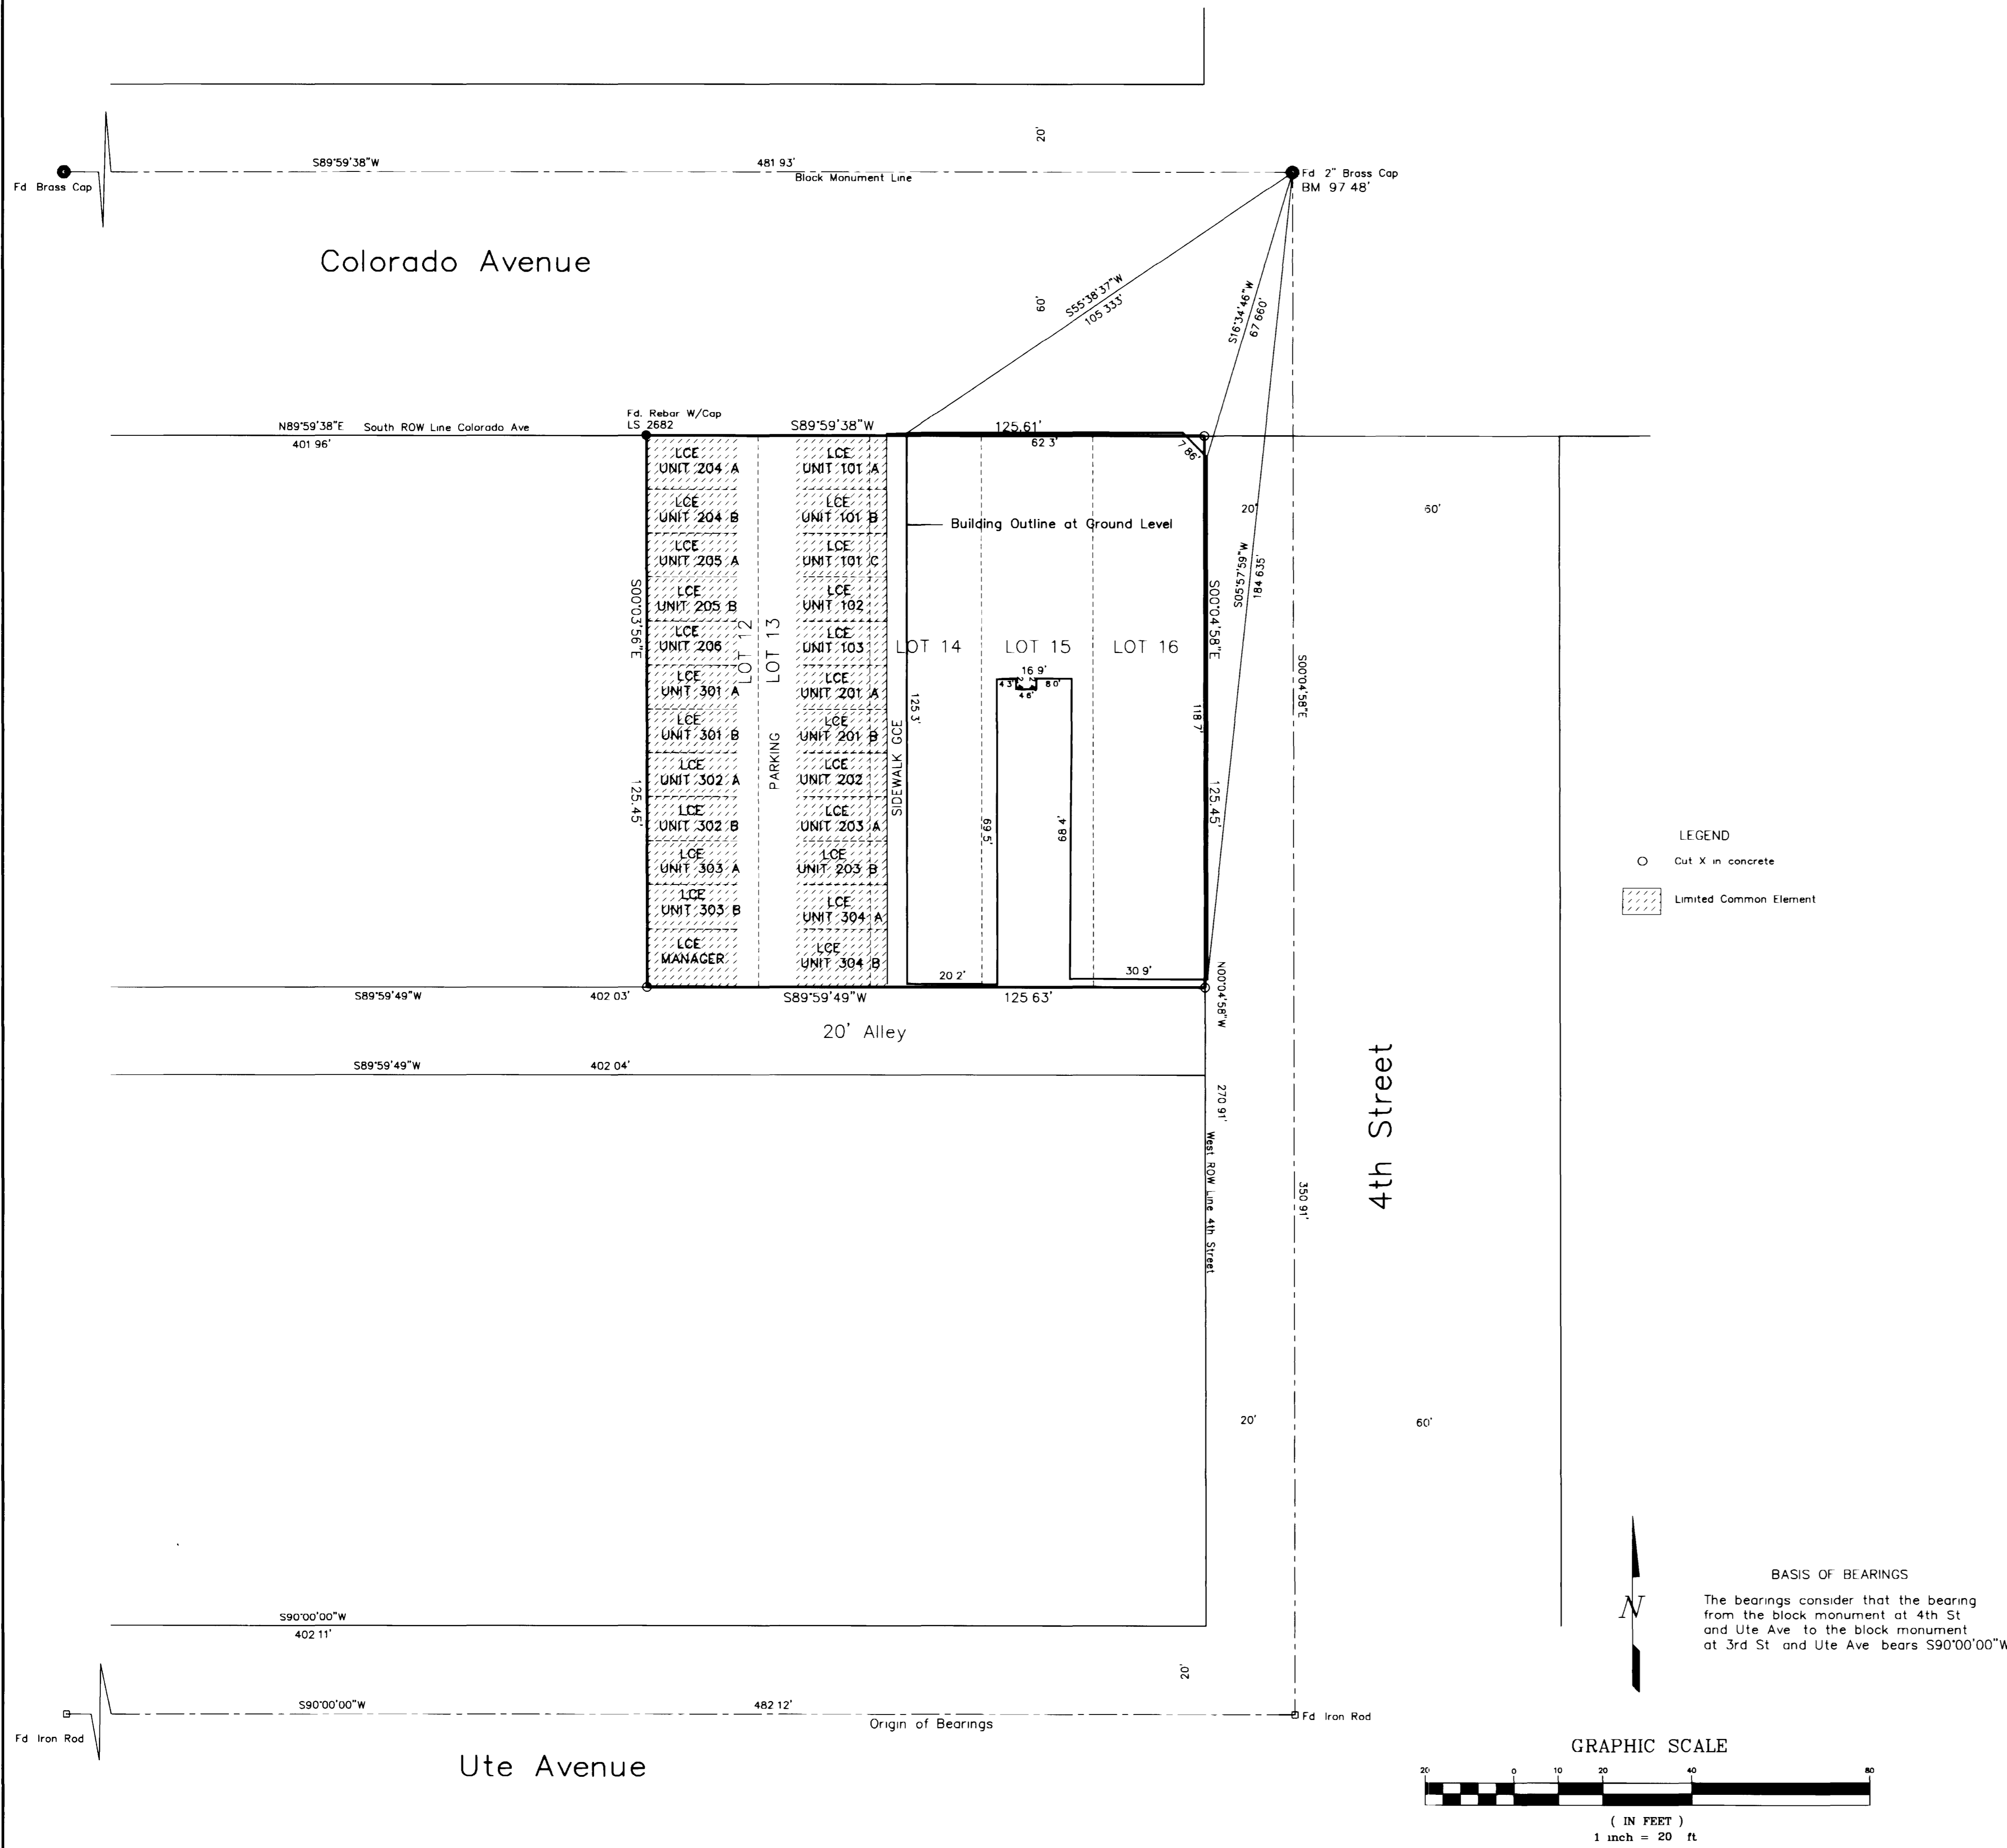 20'
S89°59'38"W
481 93'
Block Monument Line
Fd Brass Cap
Fd 2" Brass Cap
BM 97 48'
Colorado Avenue
60'
S55°38'37"W
105 333'
S16°34'46"W
67 660'
S05°57'59"W
184 635'
N89°59'38"E
South ROW Line Colorado Ave
401 96'
Fd. Rebar W/Cap
LS 2682
S89°59'38"W
125.61'
62 3'
7 86'
LCE
UNIT 204 A
LCE
UNIT 204 B
LCE
UNIT 205 A
LCE
UNIT 205 B
LCE
UNIT 206
LCE
UNIT 301 A
LCE
UNIT 301 B
LCE
UNIT 302 A
LCE
UNIT 302 B
LCE
UNIT 303 A
LCE
UNIT 303 B
LCE
MANAGER
LCE
UNIT 101 A
LCE
UNIT 101 B
LCE
UNIT 101 C
LCE
UNIT 102
LCE
UNIT 103
LCE
UNIT 201 A
LCE
UNIT 201 B
LCE
UNIT 202
LCE
UNIT 203 A
LCE
UNIT 203 B
LCE
UNIT 304 A
LCE
UNIT 304 B
S00°03'56"E
125.45'
LOT 12
LOT 13
PARKING
SIDEWALK GCE
Building Outline at Ground Level
LOT 14
LOT 15
LOT 16
125 3'
16 9'
4 3'
8 0'
4 6'
69 5'
68 4'
20 2'
30 9'
118 7'
S00°04'58"E
125.45'
20'
60'
S00°04'58"E
350 91'
S89°59'49"W
402 03'
S89°59'49"W
125 63'
20' Alley
S89°59'49"W
402 04'
N00°04'58"W
270 91'
West ROW Line 4th Street
4th Street
LEGEND
Cut X in concrete
Limited Common Element
20'
60'
S90°00'00"W
402 11'
20'
S90°00'00"W
482 12'
Origin of Bearings
Fd Iron Rod
Fd Iron Rod
Ute Avenue
N
BASIS OF BEARINGS
The bearings consider that the bearing
from the block monument at 4th St
and Ute Ave to the block monument
at 3rd St and Ute Ave bears S90°00'00"W
GRAPHIC SCALE
20 0 10 20 40 80
( IN FEET )
1 inch = 20 ft